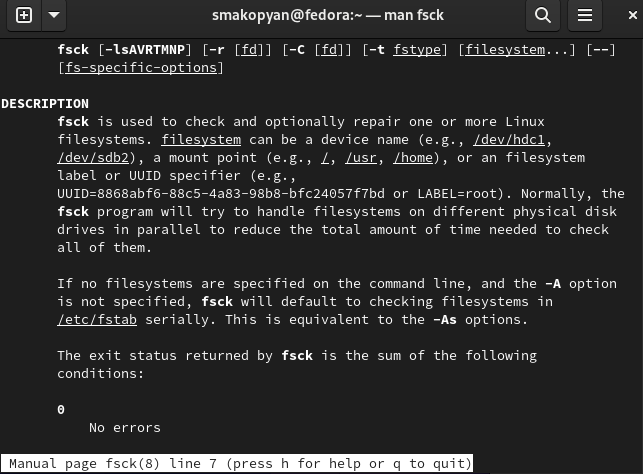 smakopyan@fedora:~ — man fsck
fsck [-lsAVRTMNP] [-r [fd]] [-C [fd]] [-t fstype] [filesystem...] [--]
[fs-specific-options]
DESCRIPTION
fsck is used to check and optionally repair one or more Linux
filesystems. filesystem can be a device name (e.g., /dev/hdc1,
/dev/sdb2), a mount point (e.g., /, /usr, /home), or an filesystem
label or UUID specifier (e.g.,
UUID=8868abf6-88c5-4a83-98b8-bfc24057f7bd or LABEL=root). Normally, the
fsck program will try to handle filesystems on different physical disk
drives in parallel to reduce the total amount of time needed to check
all of them.
If no filesystems are specified on the command line, and the -A option
is not specified, fsck will default to checking filesystems in
/etc/fstab serially. This is equivalent to the -As options.
The exit status returned by fsck is the sum of the following
conditions:
0
No errors
Manual page fsck(8) line 7 (press h for help or q to quit)